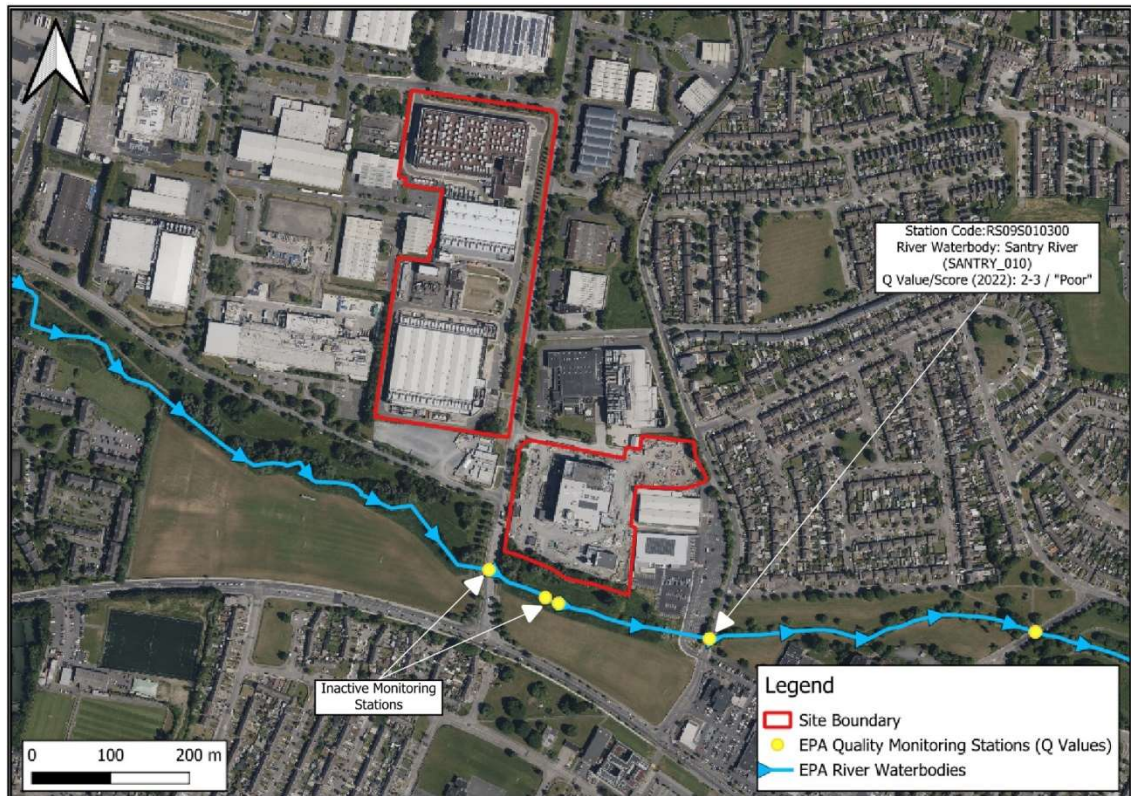 Station Code:RS09S010300
River Waterbody: Santry River
(SANTRY_010)
Q Value/Score (2022): 2-3 / "Poor"
Inactive Monitoring
Stations
Legend
Site Boundary
EPA Quality Monitoring Stations (Q Values)
EPA River Waterbodies
0 100 200 m